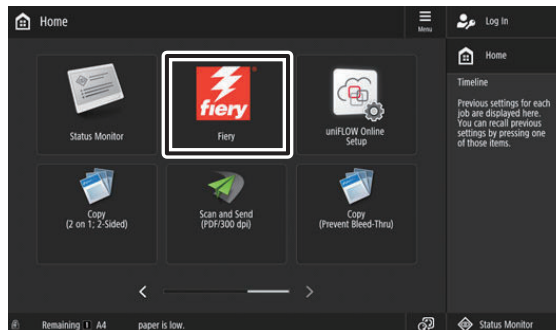 Home
Menu
Log In
Home
Timeline
Previous settings for each
job are displayed here.
You can recall previous
settings by pressing one
of those items.
Status Monitor
fiery
Fiery
uniFLOW Online
Setup
Copy
(2 on 1; 2-Sided)
Scan and Send
(PDF/300 dpi)
Copy
(Prevent Bleed-Thru)
Remaining 1 A4 paper is low.
Status Monitor